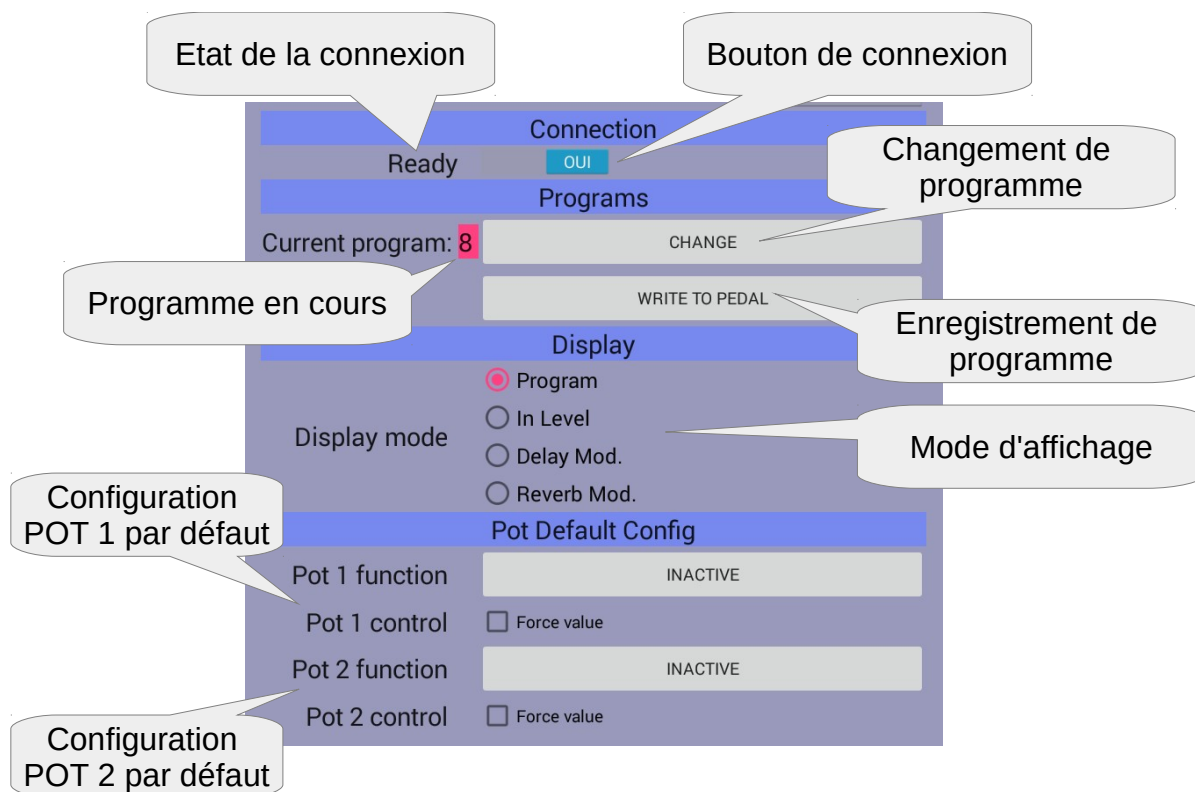 Etat de la connexion
Bouton de connexion
Connection
Ready
OUI
Changement de
programme
Programs
Current program: 8
CHANGE
Programme en cours
WRITE TO PEDAL
Enregistrement de
programme
Display
Program
In Level
Display mode
Mode d'affichage
Delay Mod.
Reverb Mod.
Configuration
POT 1 par défaut
Pot Default Config
Pot 1 function
INACTIVE
Pot 1 control
Force value
Pot 2 function
INACTIVE
Pot 2 control
Force value
Configuration
POT 2 par défaut